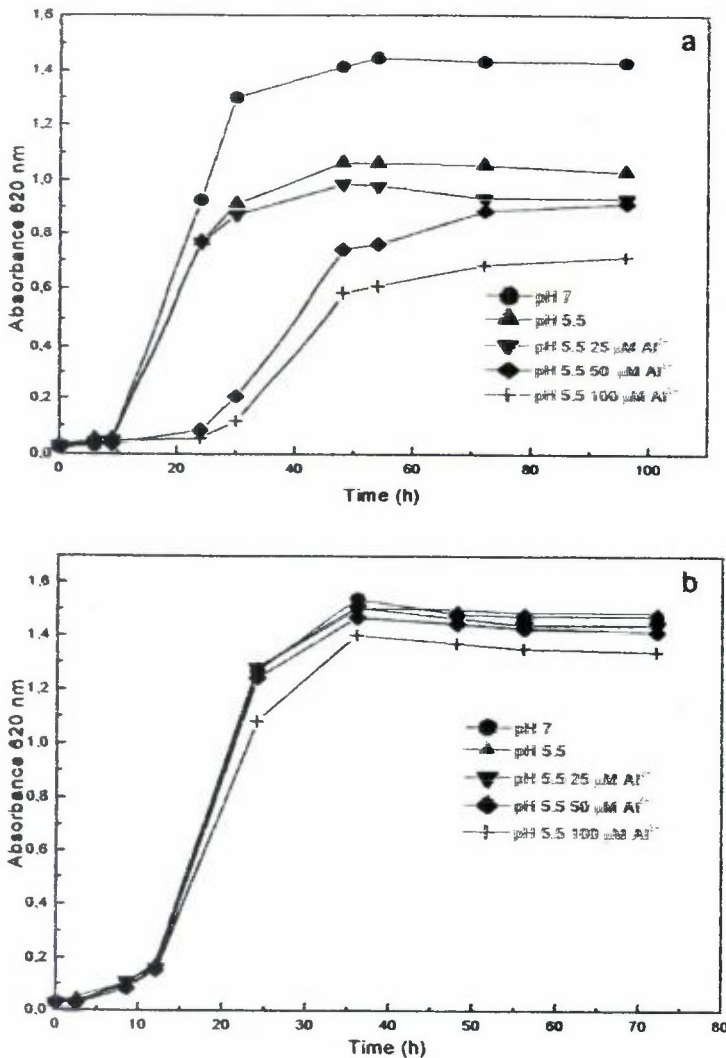 a
1,6
1,4
1,2
1,0
0,8
0,6
0,4
0,2
0,0
Absorbance 620 nm
pH 7
pH 5.5
pH 5.5 25 μM Al
pH 5.5 50 μM Al
pH 5.5 100 μM Al
0 20 40 60 80 100
Time (h)
b
1,6
1,4
1,2
1,0
0,8
0,6
0,4
0,2
0,0
Absorbance 620 nm
pH 7
pH 5.5
pH 5.5 25 μM Al
pH 5.5 50 μM Al
pH 5.5 100 μM Al
0 10 20 30 40 50 60 70 80
Time (h)